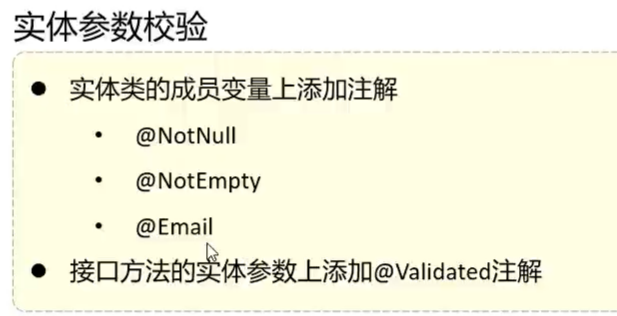 实体参数校验
● 实体类的成员变量上添加注解
• @NotNull
• @NotEmpty
• @Email
● 接口方法的实体参数上添加@Validated注解